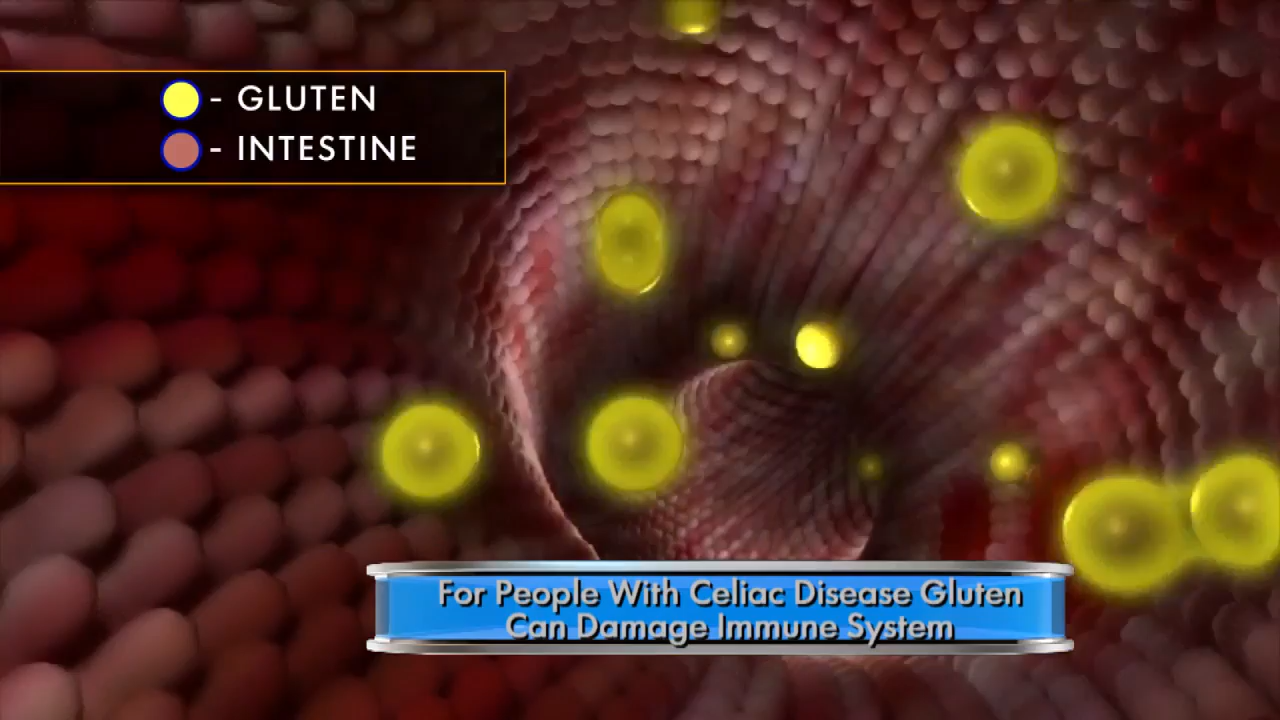 - GLUTEN
- INTESTINE
For People With Celiac Disease Gluten
Can Damage Immune System